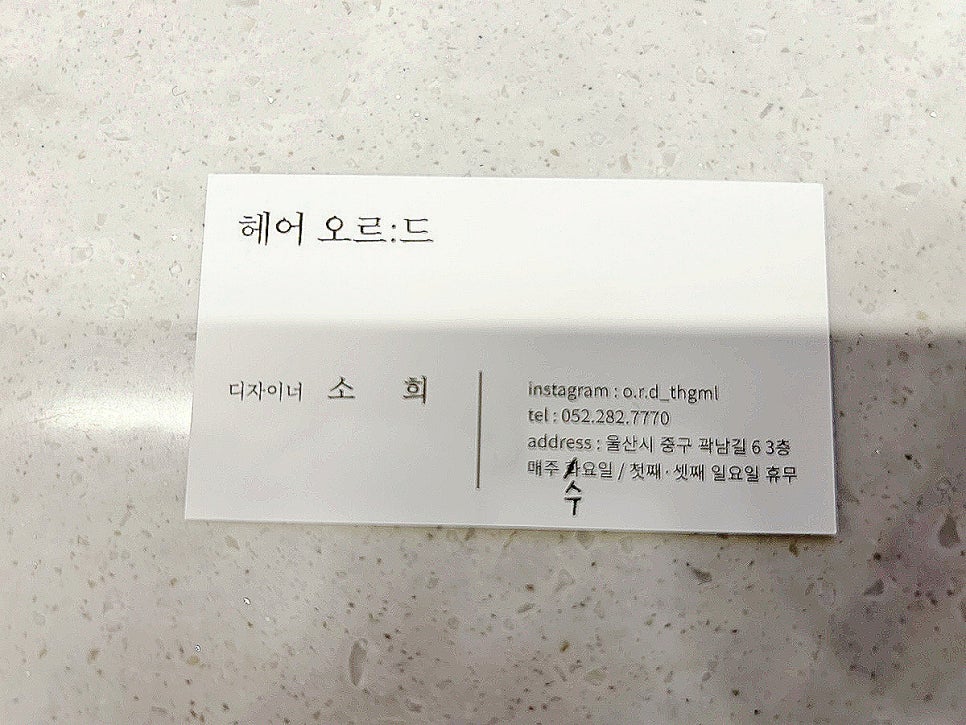 헤어 오르:드
디자이너 소 희
instagram : o.r.d_thgml
tel : 052.282.7770
address : 울산시 중구 곽남길 6 3층
매주 화요일 / 첫째 · 셋째 일요일 휴무
수